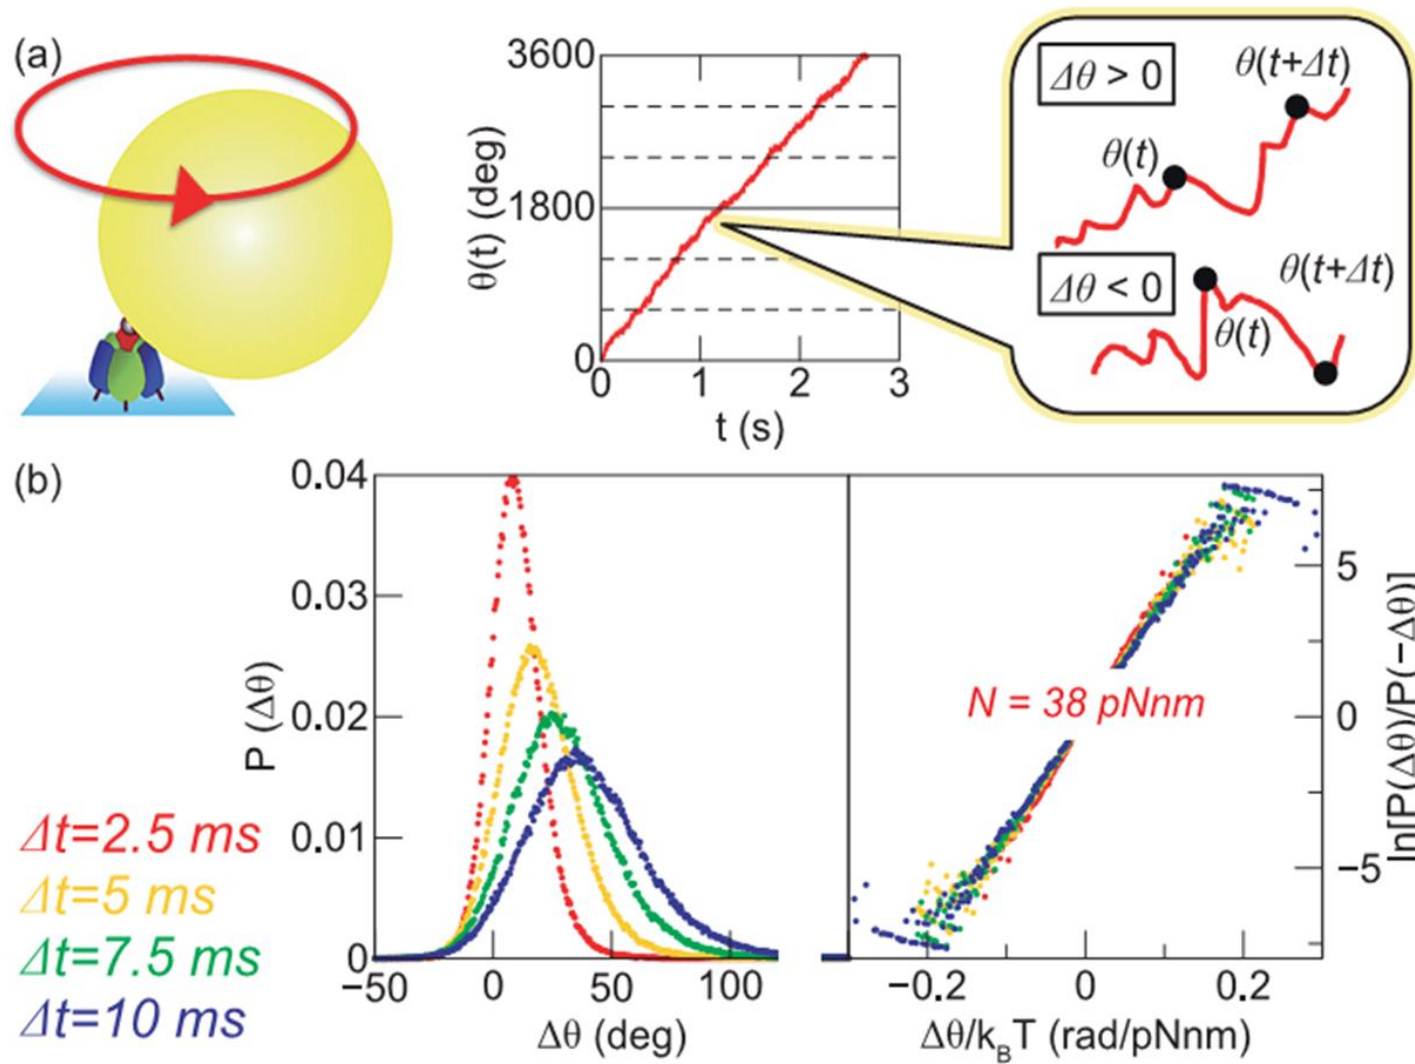 (a)
3600
1800
0
θ(t) (deg)
0 1 2 3
t (s)
Δθ > 0
θ(t)
θ(t+Δt)
Δθ < 0
θ(t)
θ(t+Δt)
(b)
0.04
0.03
0.02
0.01
0
P (Δθ)
−50 0 50 100
Δθ (deg)
Δt=2.5 ms
Δt=5 ms
Δt=7.5 ms
Δt=10 ms
N = 38 pNnm
5
0
−5
ln[P(Δθ)/P(−Δθ)]
−0.2 0 0.2
Δθ/k_BT (rad/pNnm)